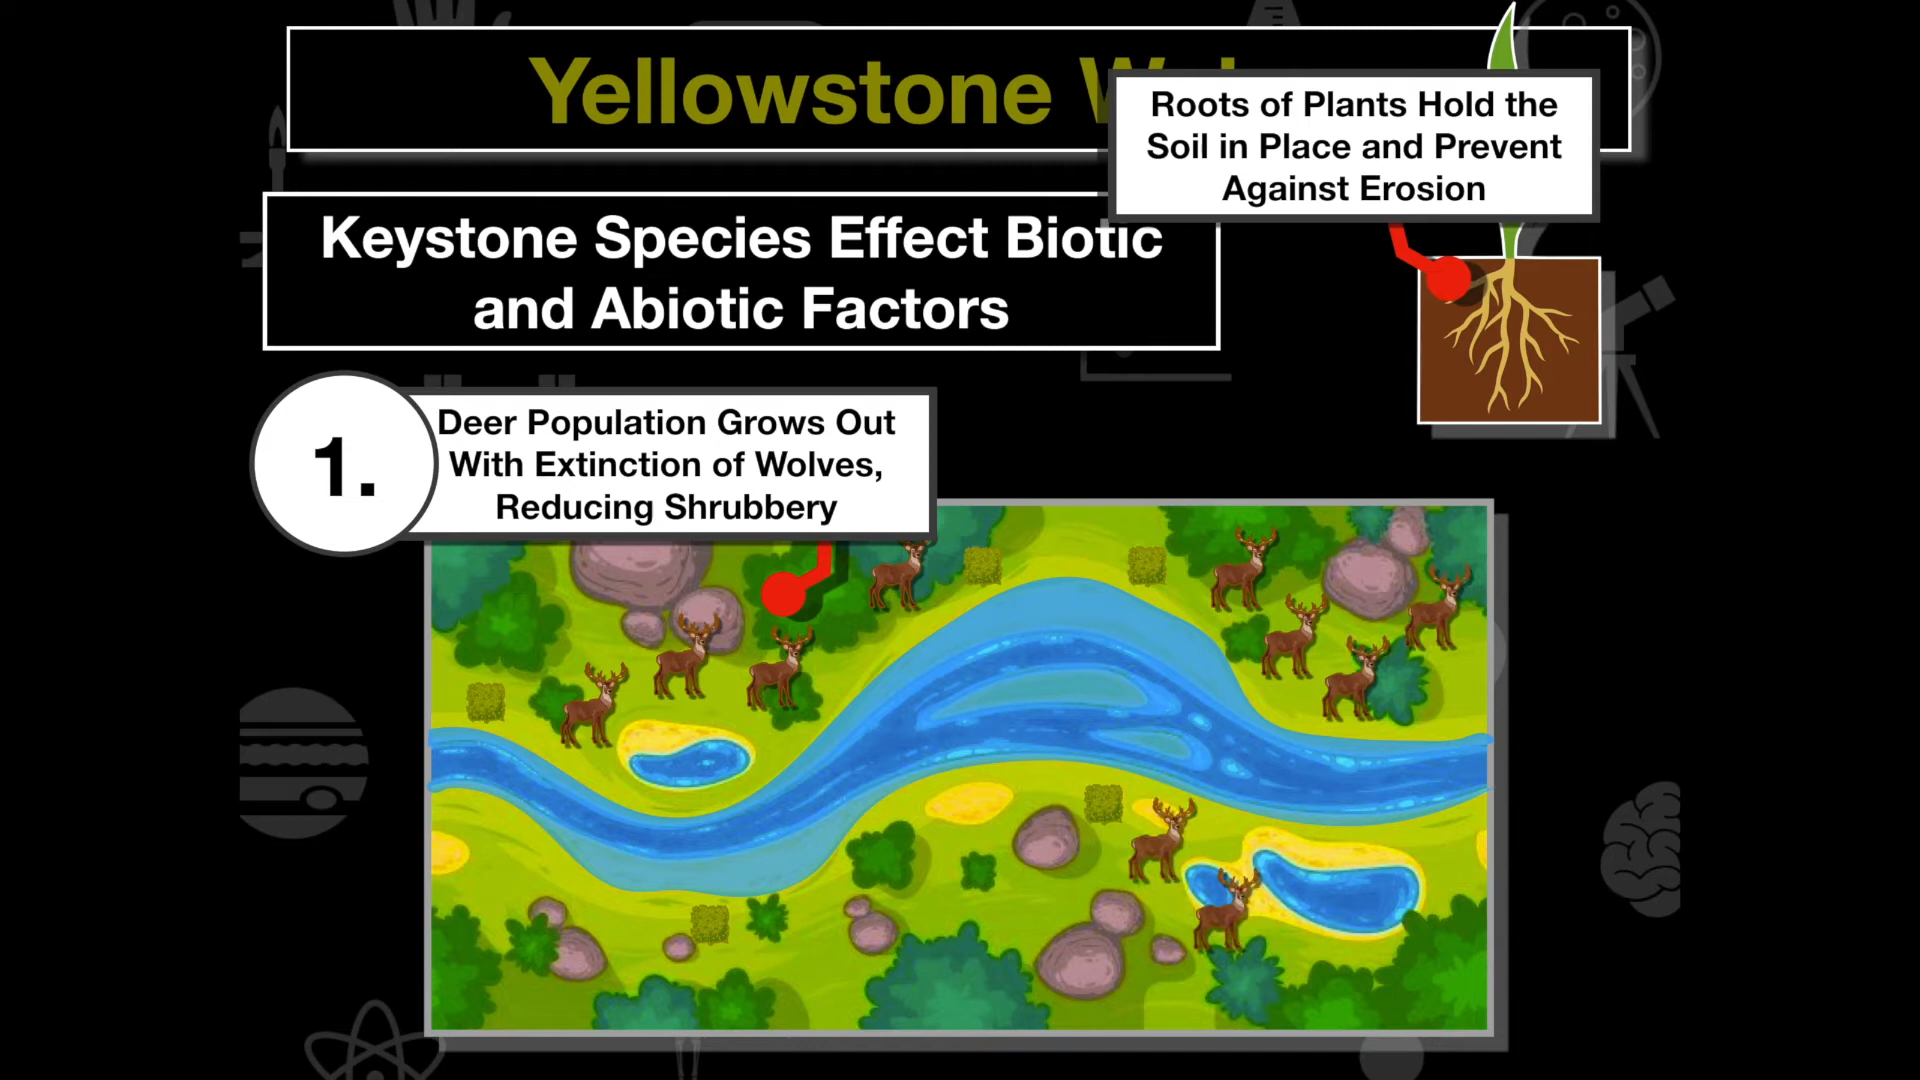 Yellowstone
Roots of Plants Hold the
Soil in Place and Prevent
Against Erosion
Keystone Species Effect Biotic
and Abiotic Factors
1.
Deer Population Grows Out
With Extinction of Wolves,
Reducing Shrubbery